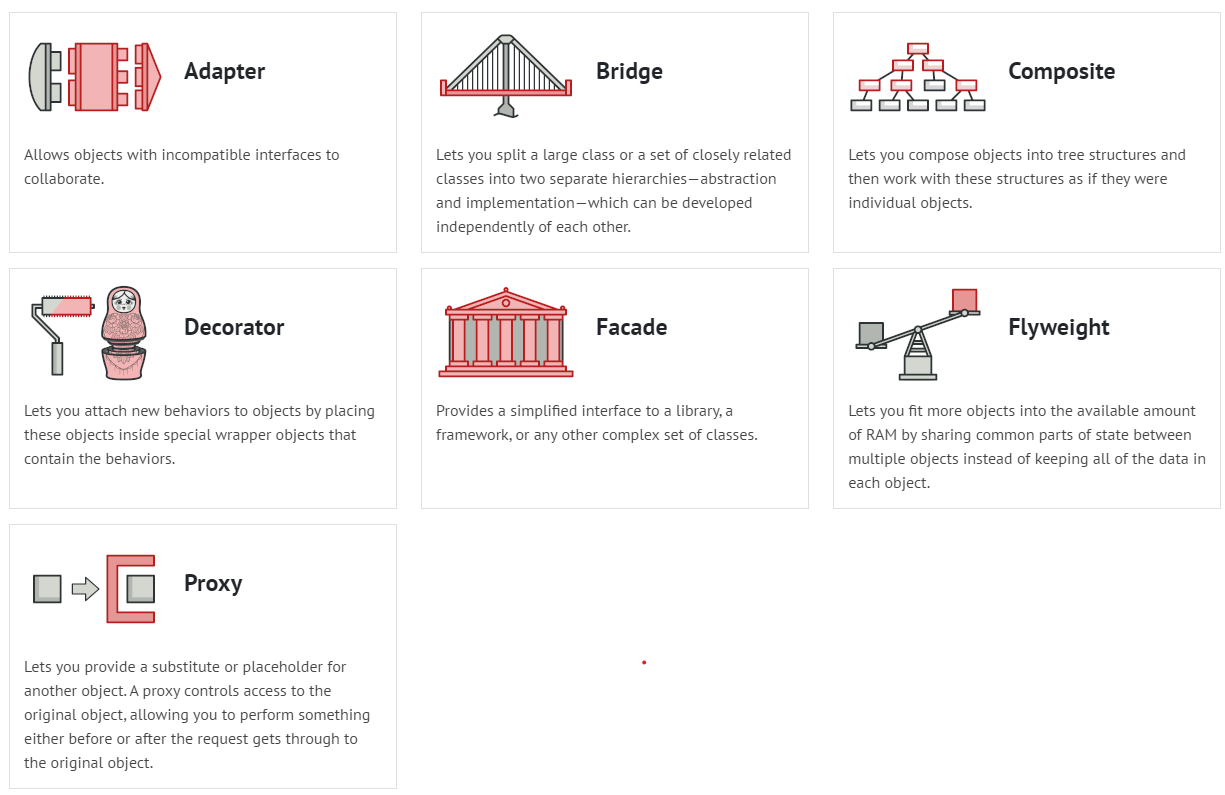 Adapter
Allows objects with incompatible interfaces to
collaborate.
Bridge
Lets you split a large class or a set of closely related
classes into two separate hierarchies—abstraction
and implementation—which can be developed
independently of each other.
Composite
Lets you compose objects into tree structures and
then work with these structures as if they were
individual objects.
Decorator
Lets you attach new behaviors to objects by placing
these objects inside special wrapper objects that
contain the behaviors.
Facade
Provides a simplified interface to a library, a
framework, or any other complex set of classes.
Flyweight
Lets you fit more objects into the available amount
of RAM by sharing common parts of state between
multiple objects instead of keeping all of the data in
each object.
Proxy
Lets you provide a substitute or placeholder for
another object. A proxy controls access to the
original object, allowing you to perform something
either before or after the request gets through to
the original object.